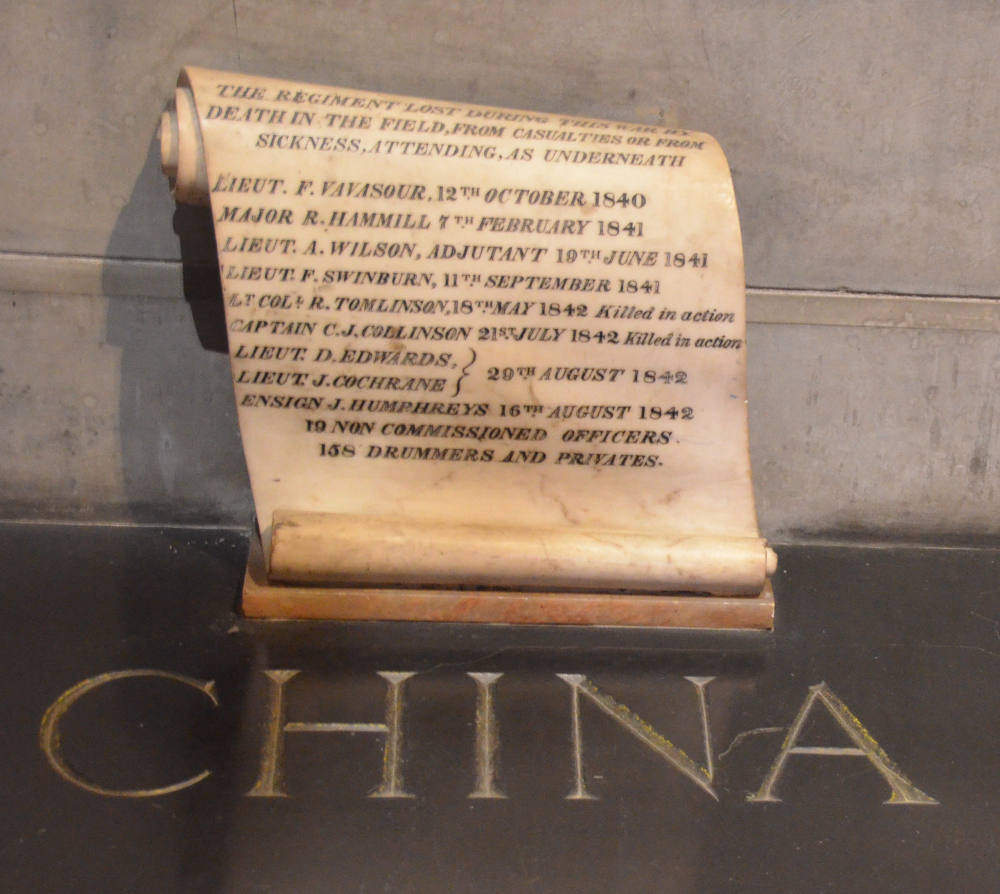 THE REGIMENT LOST DURING THIS WAR BY
DEATH IN THE FIELD, FROM CASUALTIES OR FROM
SICKNESS, ATTENDING, AS UNDERNEATH
LIEUT. F. VAVASOUR, 12TH OCTOBER 1840
MAJOR R. HAMMILL 7TH FEBRUARY 1841
LIEUT. A. WILSON, ADJUTANT 19TH JUNE 1841
LIEUT. F. SWINBURN, 11TH SEPTEMBER 1841
LT COLL R. TOMLINSON, 18TH MAY 1842 Killed in action
CAPTAIN C.J. COLLINSON 21ST JULY 1842 Killed in action
LIEUT. D. EDWARDS,
LIEUT. J. COCHRANE } 29TH AUGUST 1842
ENSIGN J. HUMPHREYS 16TH AUGUST 1842
19 NON COMMISSIONED OFFICERS.
158 DRUMMERS AND PRIVATES.
CHINA